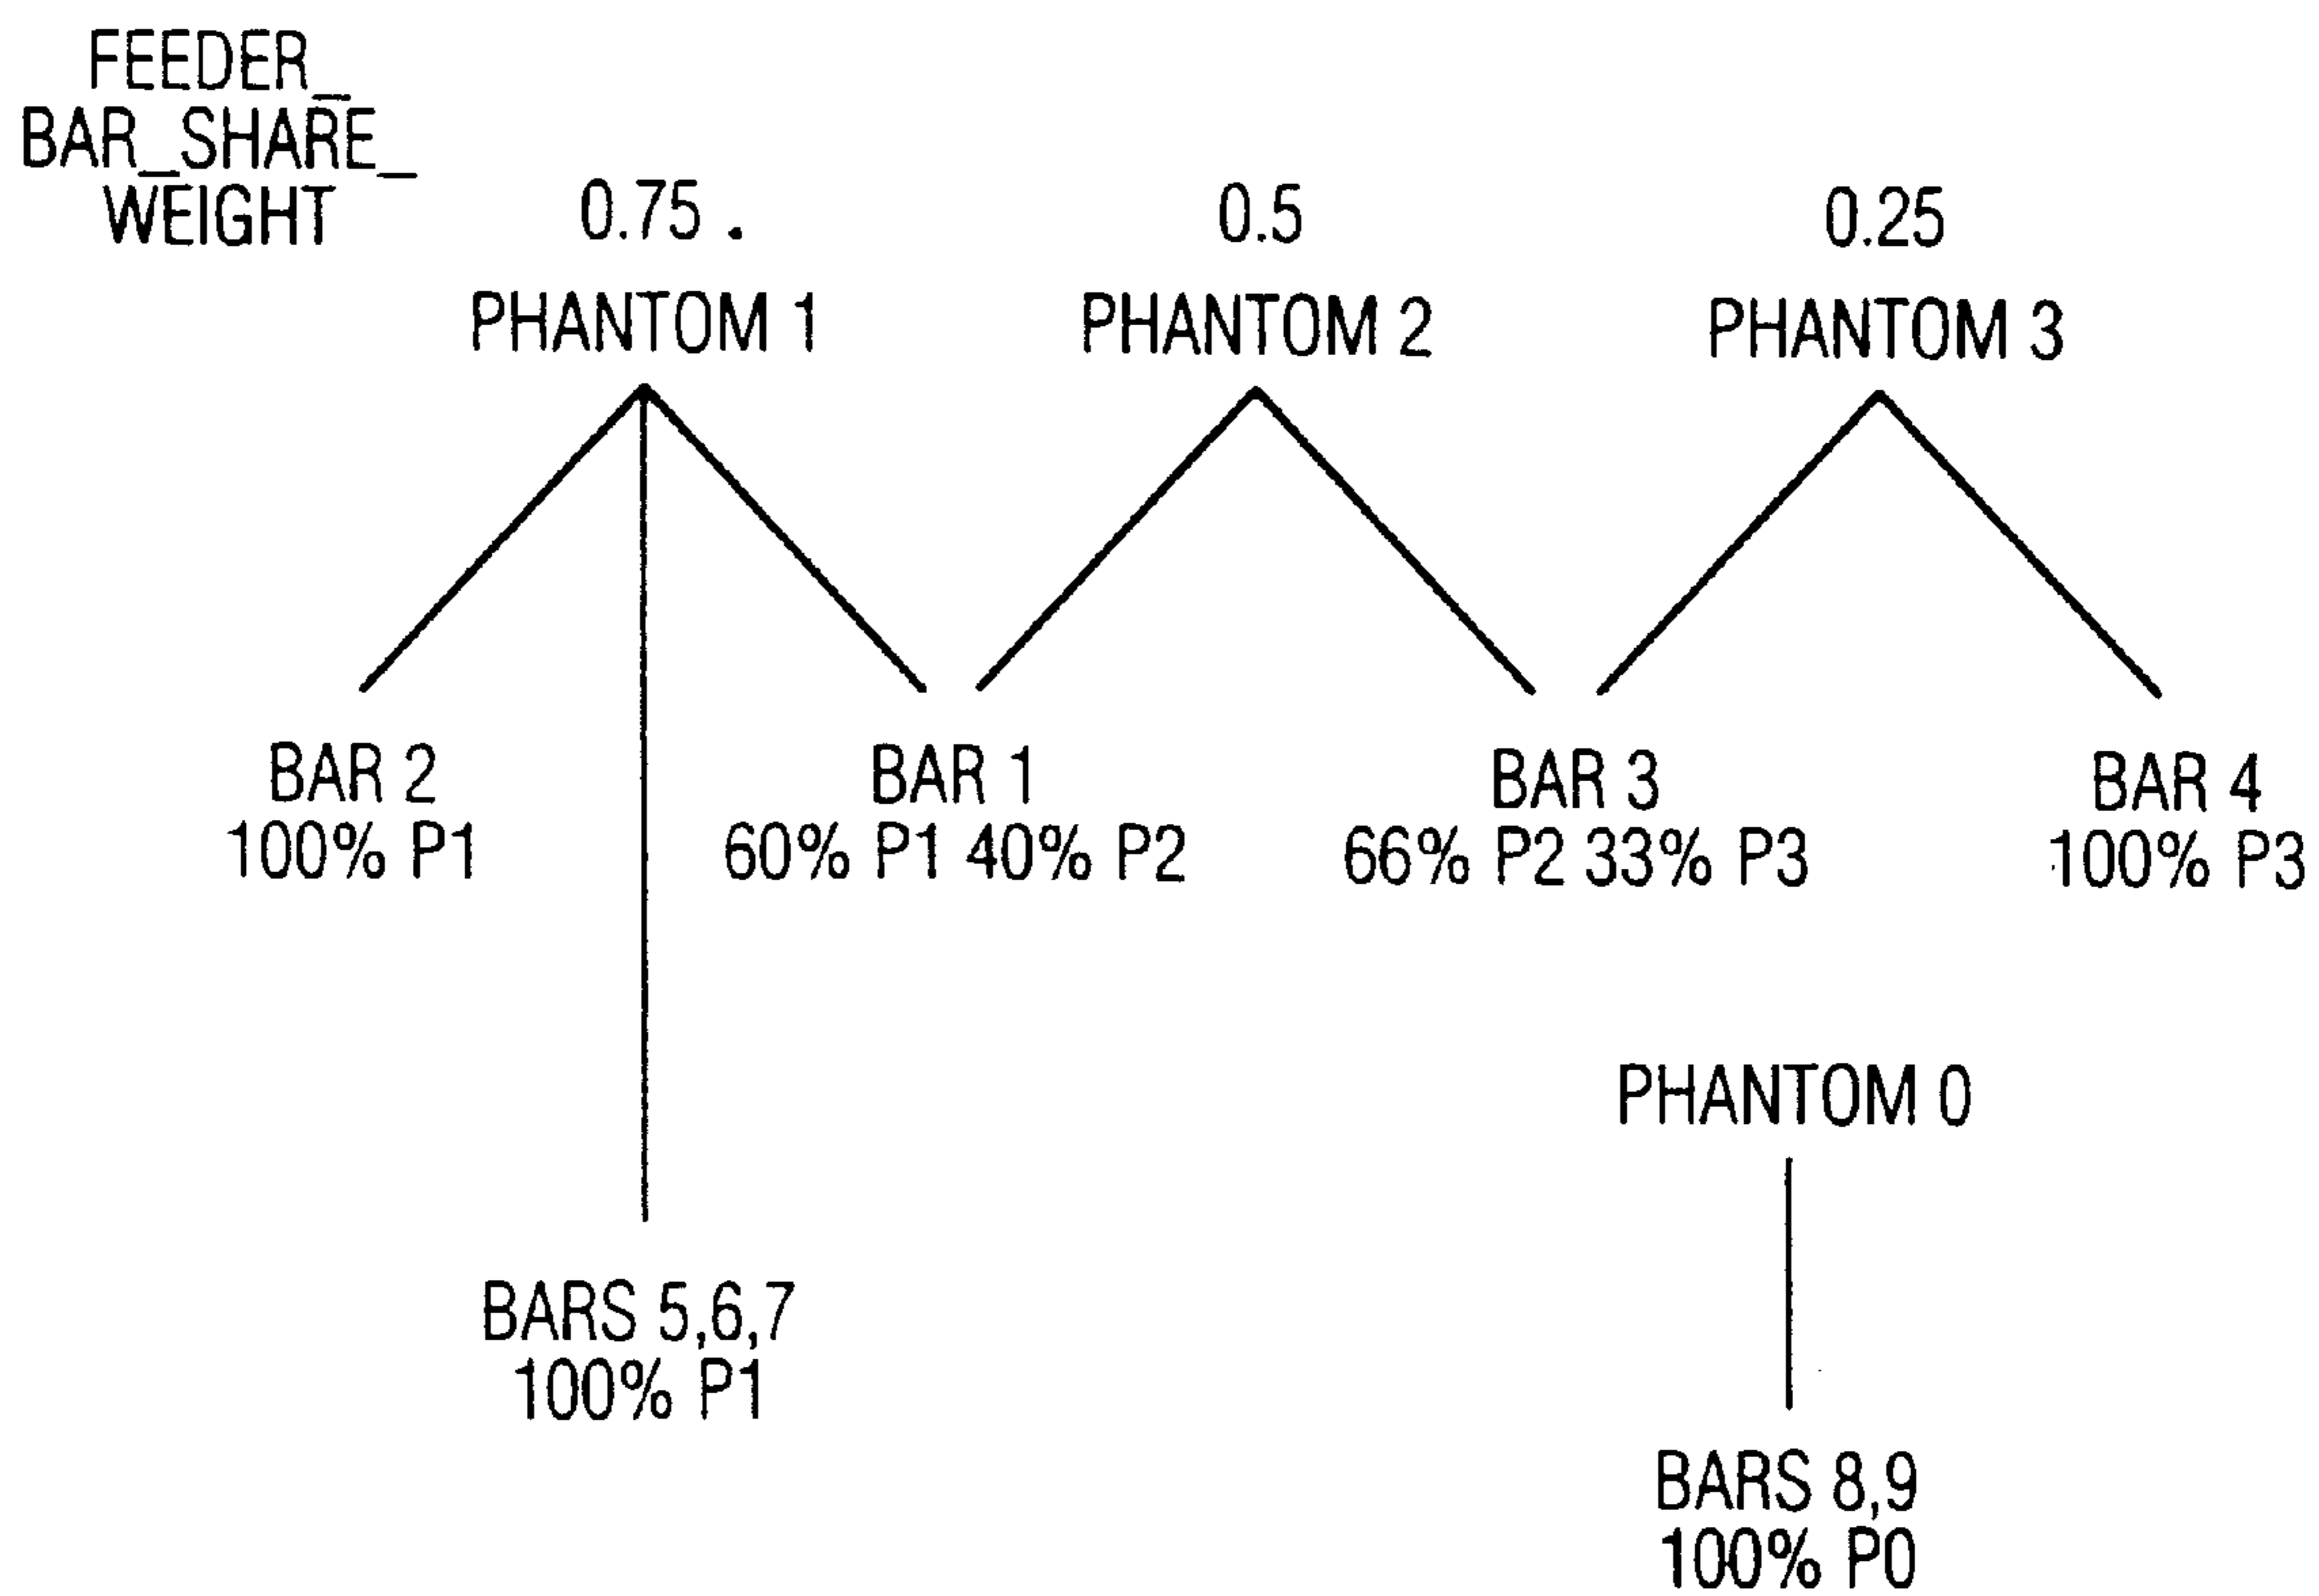 FEEDER_
BAR_SHARE_
WEIGHT
0.75 .
0.5
0.25
PHANTOM 1
PHANTOM 2
PHANTOM 3
BAR 2
100% P1
BAR 1
60% P1 40% P2
BAR 3
66% P2 33% P3
BAR 4
100% P3
PHANTOM 0
BARS 5,6,7
100% P1
BARS 8,9
100% P0